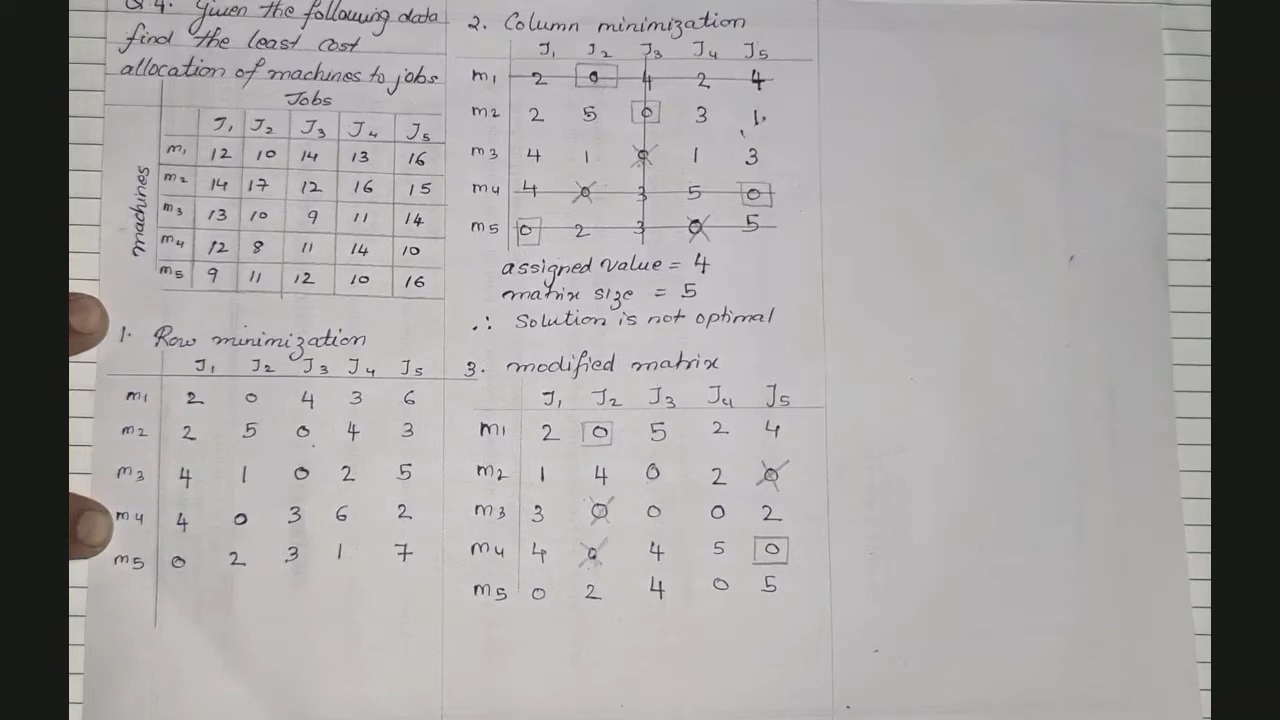 Q 4. Given the following data
find the least cost
allocation of machines to jobs
Jobs
J1 J2 J3 J4 J5
machines
m1 12 10 14 13 16
m2 14 17 12 16 15
m3 13 10 9 11 14
m4 12 8 11 14 10
m5 9 11 12 10 16
1. Row minimization
J1 J2 J3 J4 J5
m1 2 0 4 3 6
m2 2 5 0 4 3
m3 4 1 0 2 5
m4 4 0 3 6 2
m5 0 2 3 1 7
2. Column minimization
J1 J2 J3 J4 J5
m1 2 0 4 2 4
m2 2 5 0 3 1
m3 4 1 0 1 3
m4 4 0 3 5 0
m5 0 2 3 0 5
assigned value = 4
matrix size = 5
∴ Solution is not optimal
3. modified matrix
J1 J2 J3 J4 J5
m1 2 0 5 2 4
m2 1 4 0 2 0
m3 3 0 0 0 2
m4 4 0 4 5 0
m5 0 2 4 0 5